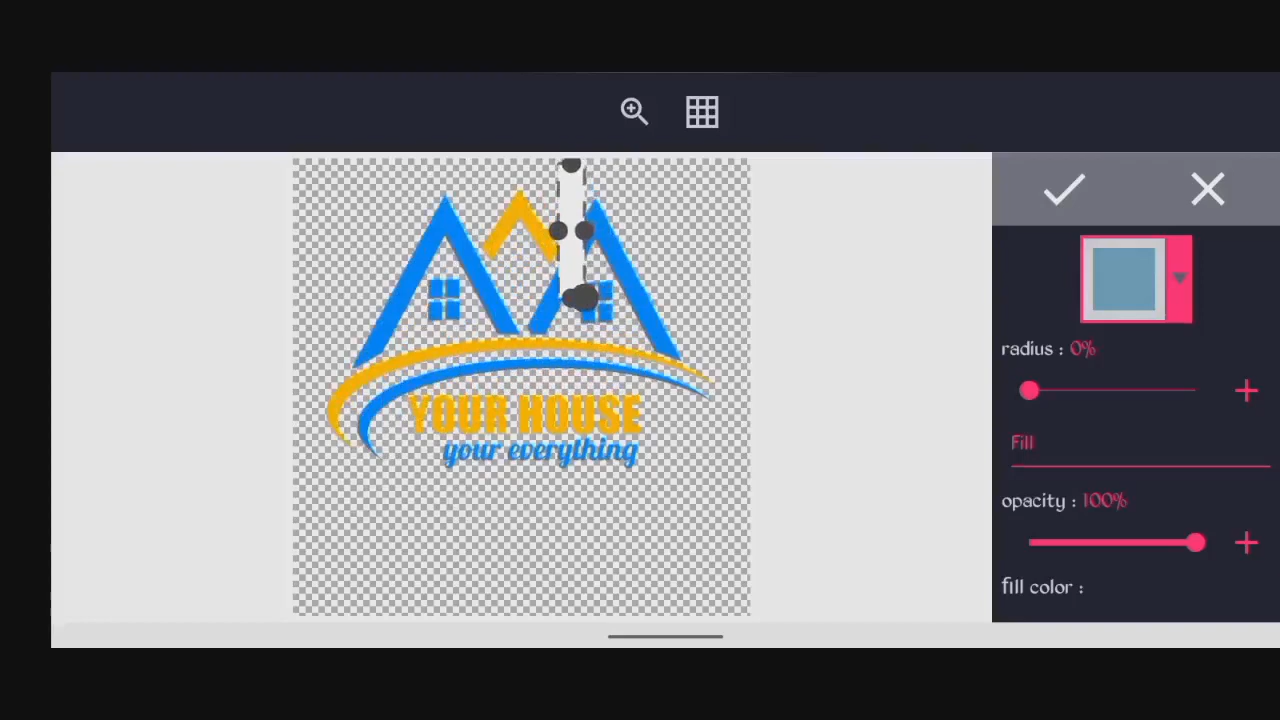 radius : 0%
Fill
opacity : 100%
fill color :
YOUR HOUSE
your everything